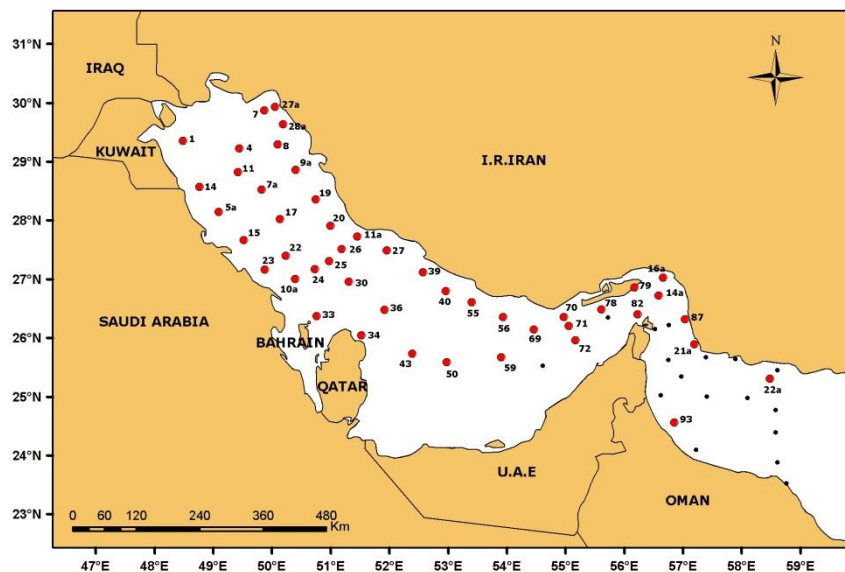 N
31°N
IRAQ
30°N
7
27a
28a
KUWAIT
1
4
8
I.R.IRAN
29°N
11
9a
14
7a
19
5a
17
20
28°N
15
11a
22
26
27
23
25
39
16a
27°N
10a
24
30
40
79
14a
55
70
78
82
36
56
87
SAUDI ARABIA
33
71
26°N
BAHRAIN
34
69
72
21a
43
50
59
QATAR
22a
25°N
93
24°N
U.A.E
OMAN
23°N
0 60 120 240 360 480
Km
47°E 48°E 49°E 50°E 51°E 52°E 53°E 54°E 55°E 56°E 57°E 58°E 59°E